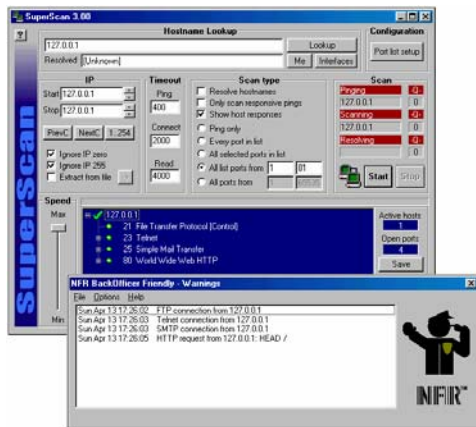 SuperScan 3.00
Hostname Lookup
Configuration
127.0.0.1
Lookup
Port list setup
Resolved [Unknown]
Me
Interfaces
IP
Timeout
Scan type
Scan
Start 127.0.0.1
Ping
Resolve hostnames
Pinging
400
Only scan responsive pings
127.0.0.1
0
Stop 127.0.0.1
Show host responses
Scanning
PrevC
NextC
1..254
Connect
Ping only
127.0.0.1
0
2000
Every port in list
Resolving
Ignore IP zero
All selected ports in list
0
Ignore IP 255
Read
All list ports from
1
Extract from file
4000
All ports from
1
65535
Start
Stop
Speed
Max
127.0.0.1
Active hosts
21 File Transfer Protocol [Control]
1
23 Telnet
Open ports
25 Simple Mail Transfer
4
80 World Wide Web HTTP
Save
Min
SuperScan
NFR BackOfficer Friendly - Warnings
File Options Help
Sun Apr 13 17:26:02 FTP connection from 127.0.0.1
Sun Apr 13 17:26:03 Telnet connection from 127.0.0.1
Sun Apr 13 17:26:03 SMTP connection from 127.0.0.1
Sun Apr 13 17:26:05 HTTP request from 127.0.0.1: HEAD /
NFR